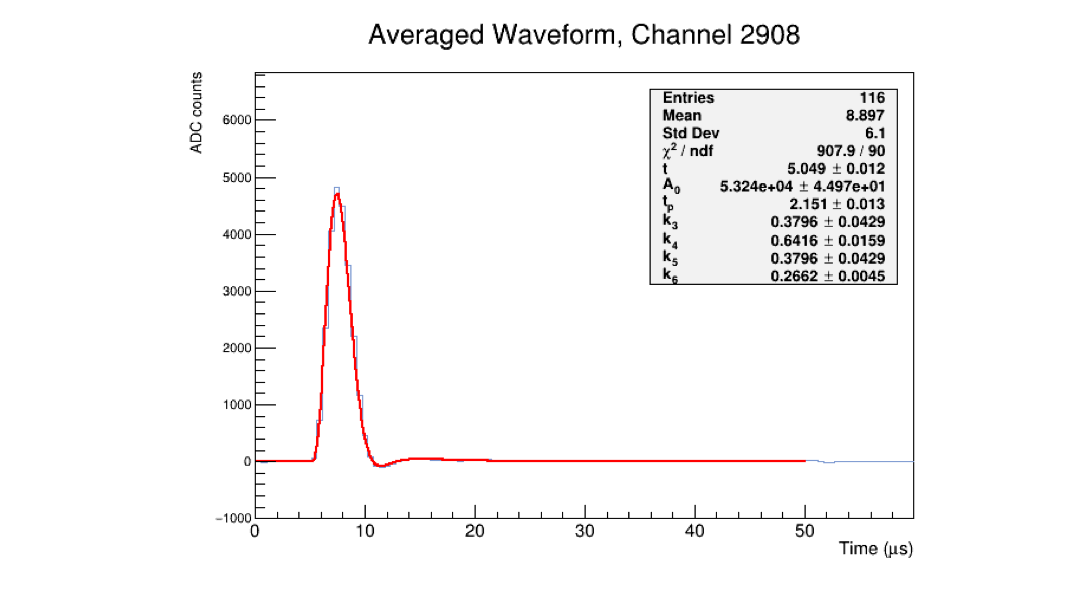 Averaged Waveform, Channel 2908
ADC counts
Entries 116
Mean 8.897
Std Dev 6.1
χ² / ndf 907.9 / 90
t 5.049 ± 0.012
A₀ 5.324e+04 ± 4.497e+01
tₚ 2.151 ± 0.013
k₃ 0.3796 ± 0.0429
k₄ 0.6416 ± 0.0159
k₅ 0.3796 ± 0.0429
k₆ 0.2662 ± 0.0045
6000
5000
4000
3000
2000
1000
0
−1000
0 10 20 30 40 50
Time (μs)